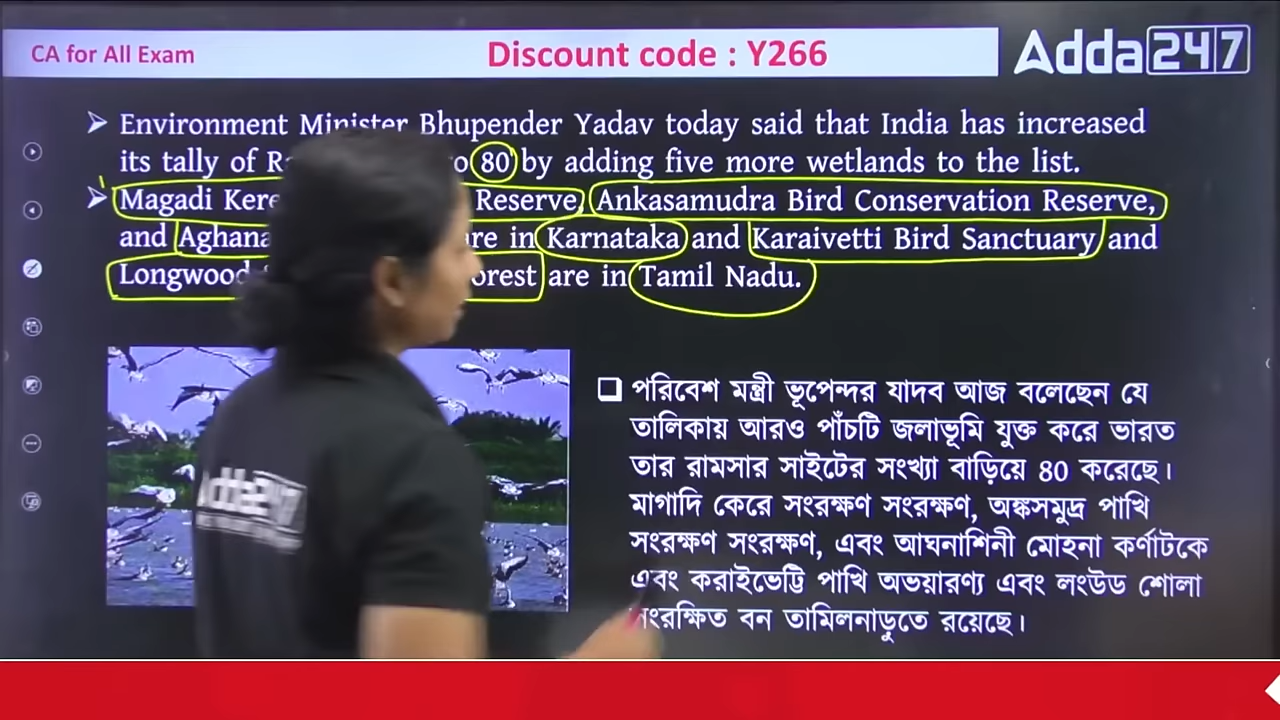 CA for All Exam
Discount code : Y266
Adda247
Environment Minister Bhupender Yadav today said that India has increased
its tally of 80 by adding five more wetlands to the list.
Magadi Kere Reserve, Ankasamudra Bird Conservation Reserve,
and are in Karnataka and Karaivetti Bird Sanctuary and
Longwood are in Tamil Nadu.
পরিবেশ মন্ত্রী ভূপেন্দর যাদব আজ বলেছেন যে
তালিকায় আরও পাঁচটি জলাভূমি যুক্ত করে ভারত
তার রামসার সাইটের সংখ্যা বাড়িয়ে 80 করেছে।
মাগাদি কেরে সংরক্ষণ সংরক্ষণ, অঙ্কসমুদ্র পাখি
সংরক্ষণ সংরক্ষণ, এবং আঘনাশিনী মোহনা কর্ণাটকে
এবং করাইভেট্টি পাখি অভয়ারণ্য এবং লংউড শোলা
সংরক্ষিত বন তামিলনাড়ুতে রয়েছে।
Adda247